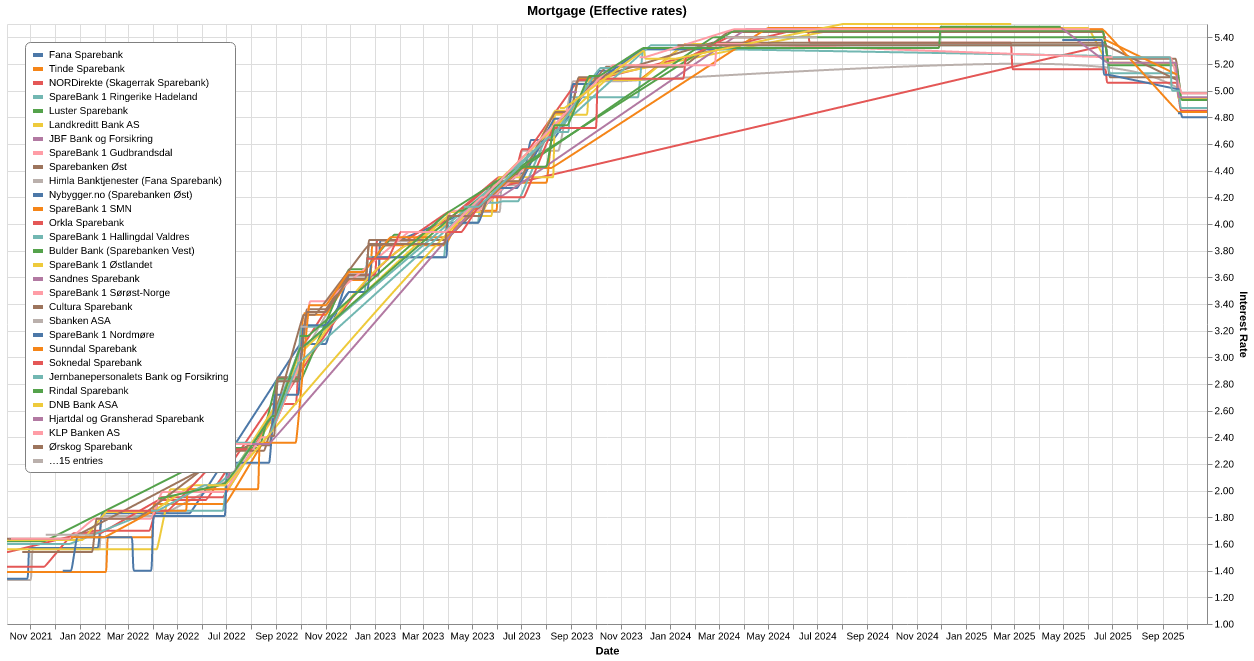 Mortgage (Effective rates)
Fana Sparebank
Tinde Sparebank
NORDirekte (Skagerrak Sparebank)
SpareBank 1 Ringerike Hadeland
Luster Sparebank
Landkreditt Bank AS
JBF Bank og Forsikring
SpareBank 1 Gudbrandsdal
Sparebanken Øst
Himla Banktjenester (Fana Sparebank)
Nybygger.no (Sparebanken Øst)
SpareBank 1 SMN
Orkla Sparebank
SpareBank 1 Hallingdal Valdres
Bulder Bank (Sparebanken Vest)
SpareBank 1 Østlandet
Sandnes Sparebank
SpareBank 1 Sørøst-Norge
Cultura Sparebank
Sbanken ASA
SpareBank 1 Nordmøre
Sunndal Sparebank
Soknedal Sparebank
Jernbanepersonalets Bank og Forsikring
Rindal Sparebank
DNB Bank ASA
Hjartdal og Gransherad Sparebank
KLP Banken AS
Ørskog Sparebank
…15 entries
5.40
5.20
5.00
4.80
4.60
4.40
4.20
4.00
3.80
3.60
3.40
3.20
3.00
2.80
2.60
2.40
2.20
2.00
1.80
1.60
1.40
1.20
1.00
Interest Rate
Nov 2021 Jan 2022 Mar 2022 May 2022 Jul 2022 Sep 2022 Nov 2022 Jan 2023 Mar 2023 May 2023 Jul 2023 Sep 2023 Nov 2023 Jan 2024 Mar 2024 May 2024 Jul 2024 Sep 2024 Nov 2024 Jan 2025 Mar 2025 May 2025 Jul 2025 Sep 2025
Date